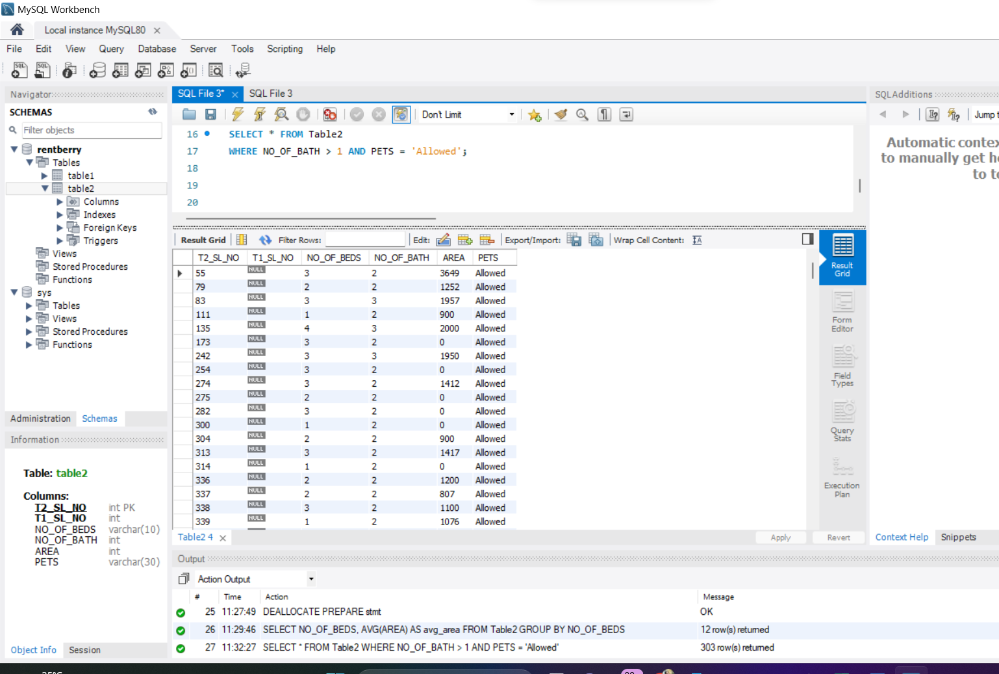 MySQL Workbench
Local instance MySQL80
File Edit View Query Database Server Tools Scripting Help
Navigator
SCHEMAS
Filter objects
rentberry
Tables
table1
table2
Columns
Indexes
Foreign Keys
Triggers
Views
Stored Procedures
Functions
sys
Tables
Views
Stored Procedures
Functions
Administration Schemas
Information
Table: table2
Columns:
T2_SL_NO int PK
T1_SL_NO int
NO_OF_BEDS varchar(10)
NO_OF_BATH int
AREA int
PETS varchar(30)
Object Info Session
SQL File 3* SQL File 3
Don't Limit
16 SELECT * FROM Table2
17 WHERE NO_OF_BATH > 1 AND PETS = 'Allowed';
18
19
20
Result Grid Filter Rows: Edit: Export/Import: Wrap Cell Content:
T2_SL_NO T1_SL_NO NO_OF_BEDS NO_OF_BATH AREA PETS
55 NULL 3 2 3649 Allowed
79 NULL 2 2 1252 Allowed
83 NULL 3 3 1957 Allowed
111 NULL 1 2 900 Allowed
135 NULL 4 3 2000 Allowed
173 NULL 3 2 0 Allowed
242 NULL 3 3 1950 Allowed
254 NULL 3 2 0 Allowed
274 NULL 3 2 1412 Allowed
275 NULL 2 2 0 Allowed
282 NULL 3 2 0 Allowed
300 NULL 1 2 0 Allowed
304 NULL 2 2 900 Allowed
313 NULL 3 2 1417 Allowed
314 NULL 1 2 0 Allowed
336 NULL 2 2 1200 Allowed
337 NULL 2 2 807 Allowed
338 NULL 3 2 1100 Allowed
339 NULL 1 2 1076 Allowed
Result
Grid
Form
Editor
Field
Types
Query
Stats
Execution
Plan
Table2 4 Apply Revert
SQLAdditions
Jump
Automatic
to manually get
to
Context Help Snippets
Output
Action Output
# Time Action Message
25 11:27:49 DEALLOCATE PREPARE stmt OK
26 11:29:46 SELECT NO_OF_BEDS, AVG(AREA) AS avg_area FROM Table2 GROUP BY NO_OF_BEDS 12 row(s) returned
27 11:32:27 SELECT * FROM Table2 WHERE NO_OF_BATH > 1 AND PETS = 'Allowed' 303 row(s) returned